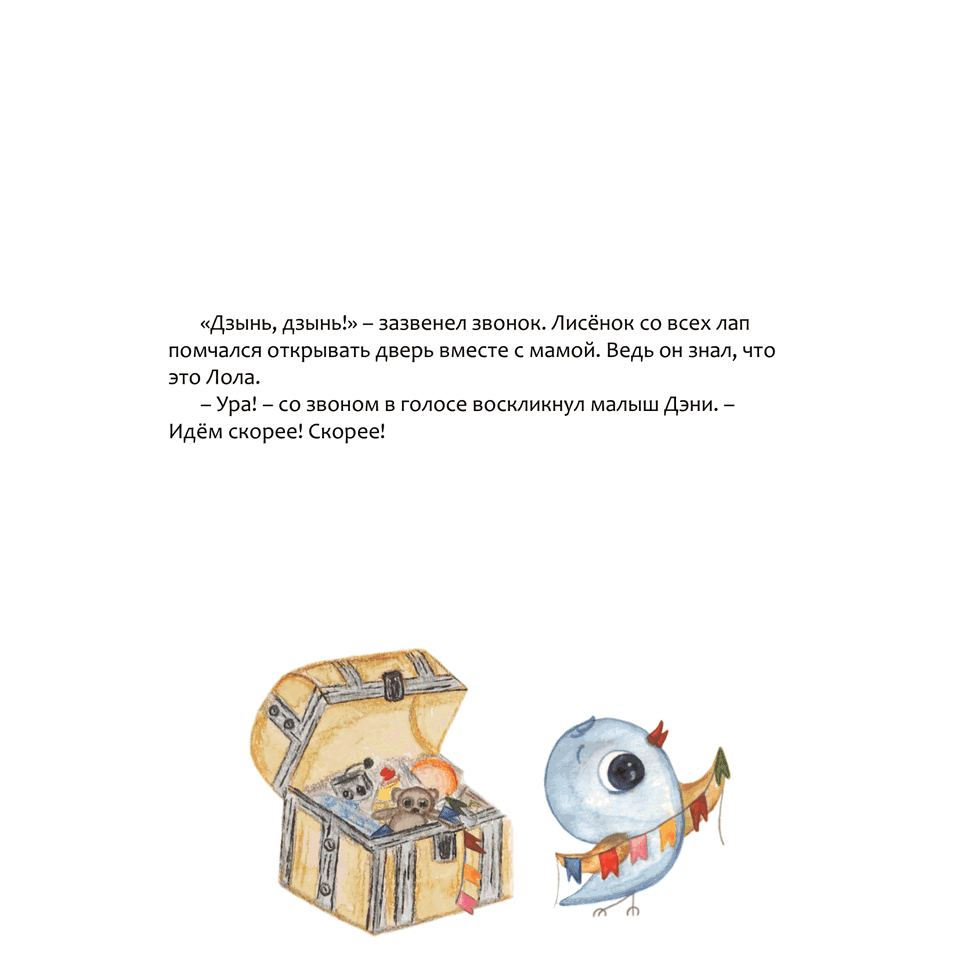 «Дзынь, дзынь!» – зазвенел звонок. Лисёнок со всех лап
помчался открывать дверь вместе с мамой. Ведь он знал, что
это Лола.
– Ура! – со звоном в голосе воскликнул малыш Дэни. –
Идём скорее! Скорее!